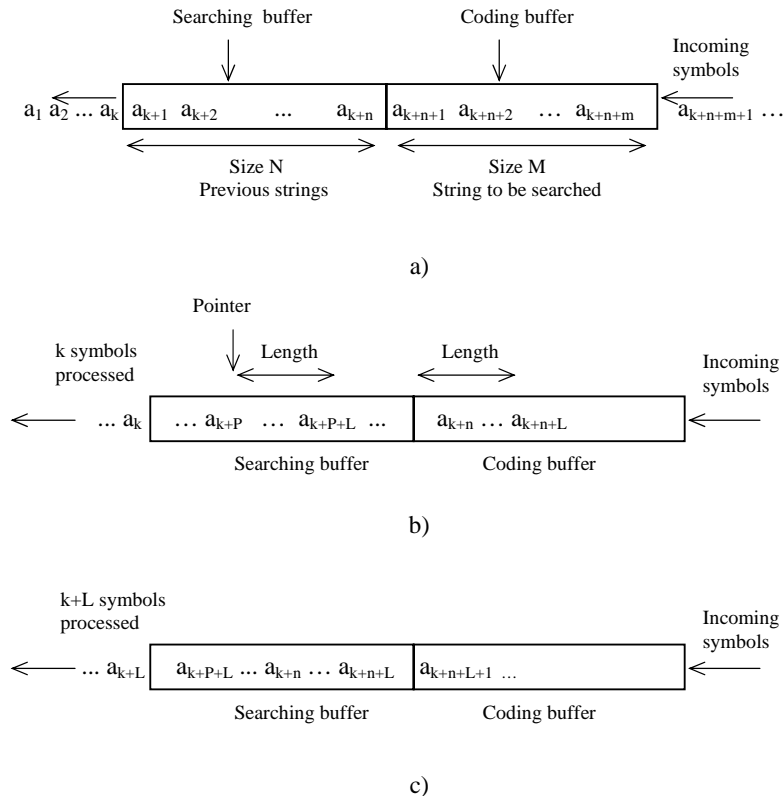 Searching buffer Coding buffer
Incoming
symbols
a1 a2 ... ak ak+1 ak+2 ... ak+n ak+n+1 ak+n+2 … ak+n+m ak+n+m+1 …
Size N Size M
Previous strings String to be searched
a)
Pointer
k symbols
processed
Length Length
Incoming
symbols
... ak … ak+P … ak+P+L ... ak+n … ak+n+L
Searching buffer Coding buffer
b)
k+L symbols
processed
Incoming
symbols
... ak+L ak+P+L ... ak+n … ak+n+L ak+n+L+1 ...
Searching buffer Coding buffer
c)